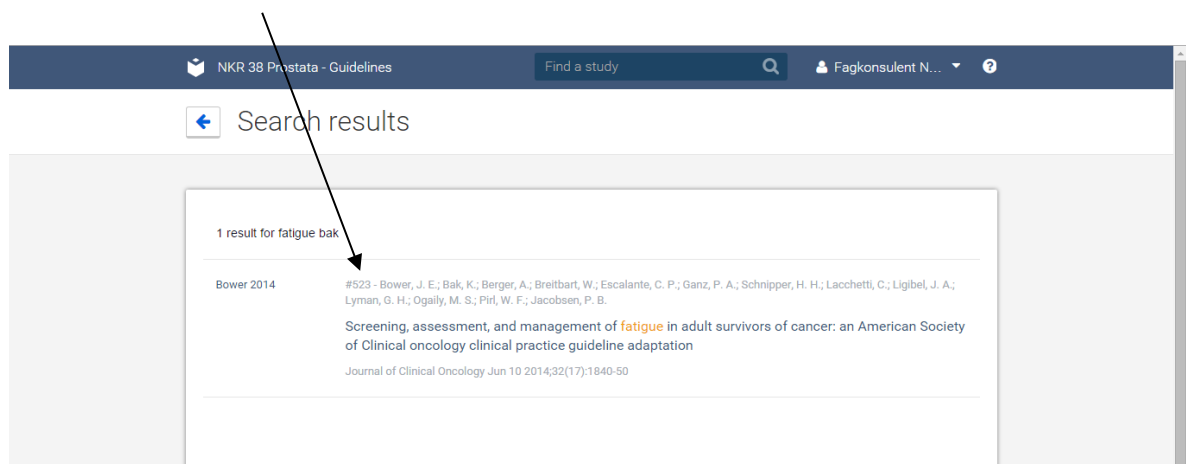 NKR 38 Prostata - Guidelines
Find a study
Fagkonsulent N...
?
Search results
1 result for fatigue bak
Bower 2014
#523 - Bower, J. E.; Bak, K.; Berger, A.; Breitbart, W.; Escalante, C. P.; Ganz, P. A.; Schnipper, H. H.; Lacchetti, C.; Ligibel, J. A.;
Lyman, G. H.; Ogaily, M. S.; Pirl, W. F.; Jacobsen, P. B.
Screening, assessment, and management of fatigue in adult survivors of cancer: an American Society
of Clinical oncology clinical practice guideline adaptation
Journal of Clinical Oncology Jun 10 2014;32(17):1840-50